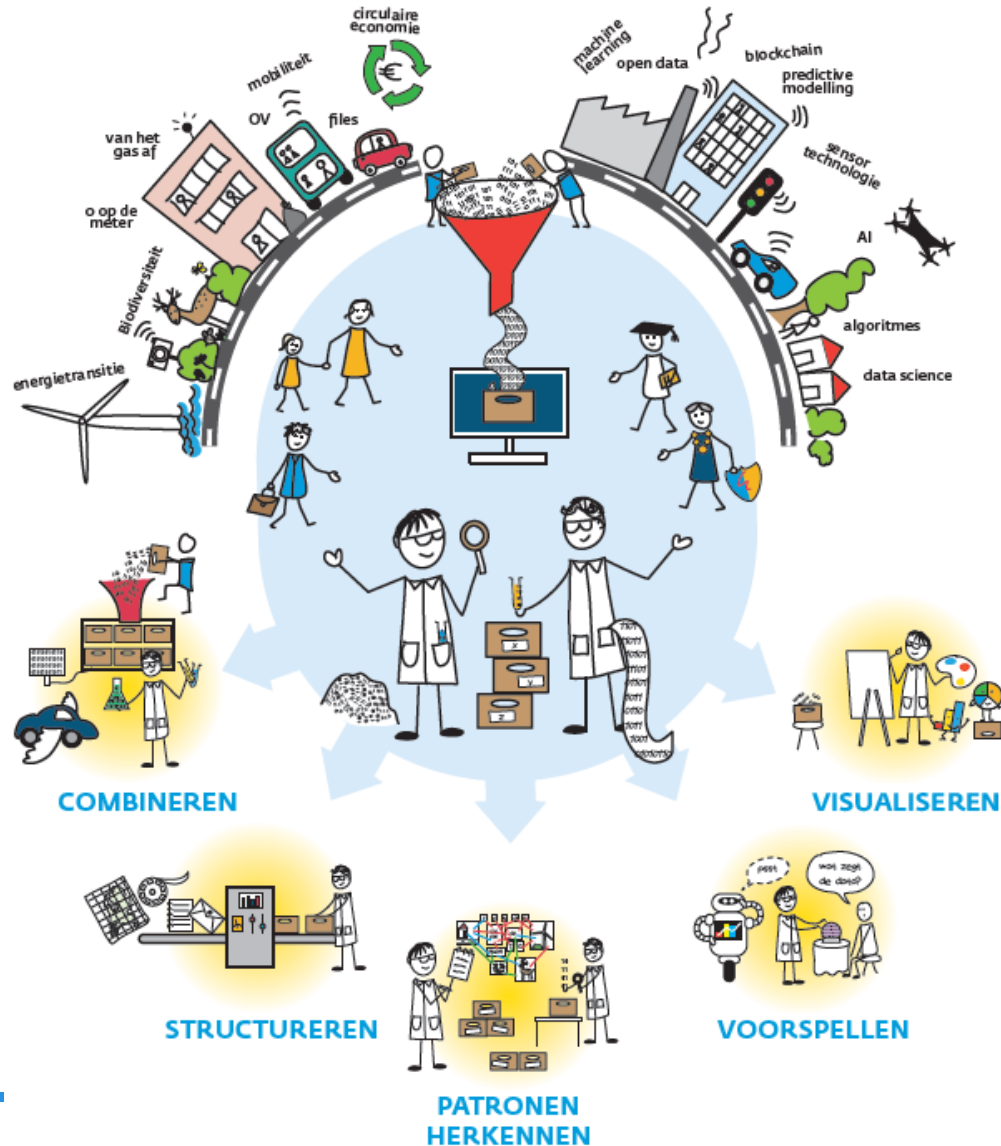 circulaire
economie
mobiliteit
OV
files
van het
gas af
o op de
meter
Biodiversiteit
energietransitie
machine
learning
open data
blockchain
predictive
modelling
sensor
technologie
AI
algoritmes
data science
x
y
z
COMBINEREN
VISUALISEREN
STRUCTUREREN
psst
wat zegt
de data?
VOORSPELLEN
PATRONEN
HERKENNEN